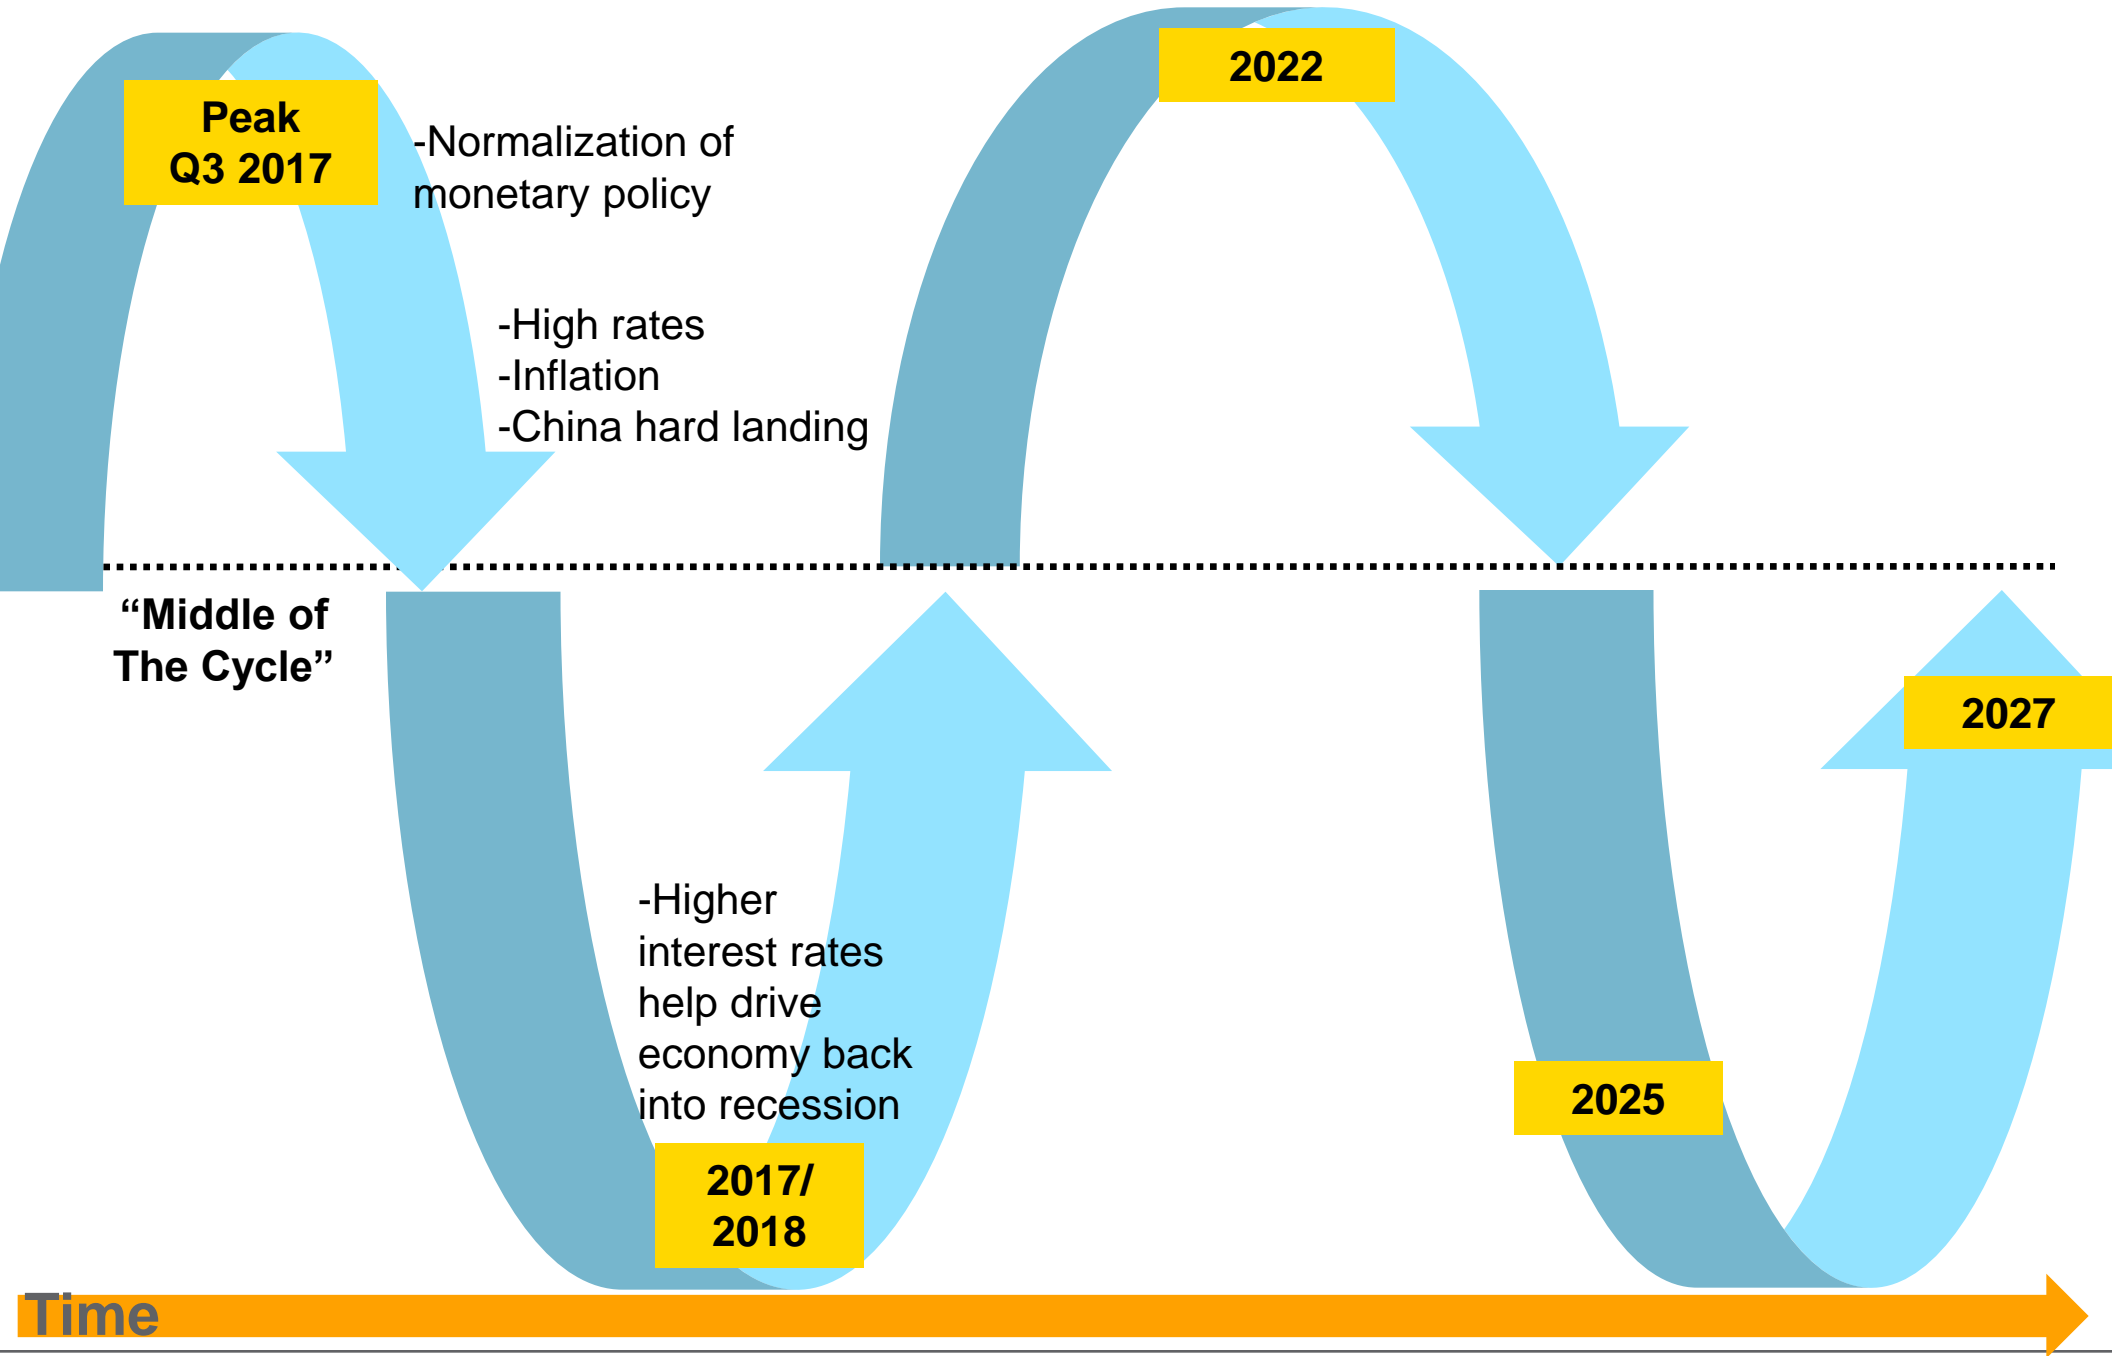 Peak
Q3 2017
-Normalization of
monetary policy
2022
-High rates
-Inflation
-China hard landing
“Middle of
The Cycle”
2027
-Higher
interest rates
help drive
economy back
into recession
2025
2017/
2018
Time